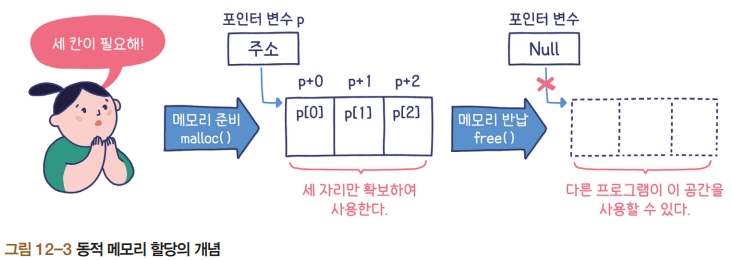 세 칸이 필요해!
포인터 변수 p
주소
p+0 p+1 p+2
p[0] p[1] p[2]
메모리 준비
malloc( )
세 자리만 확보하여
사용한다.
메모리 반납
free( )
포인터 변수
Null
다른 프로그램이 이 공간을
사용할 수 있다.
그림 12-3 동적 메모리 할당의 개념